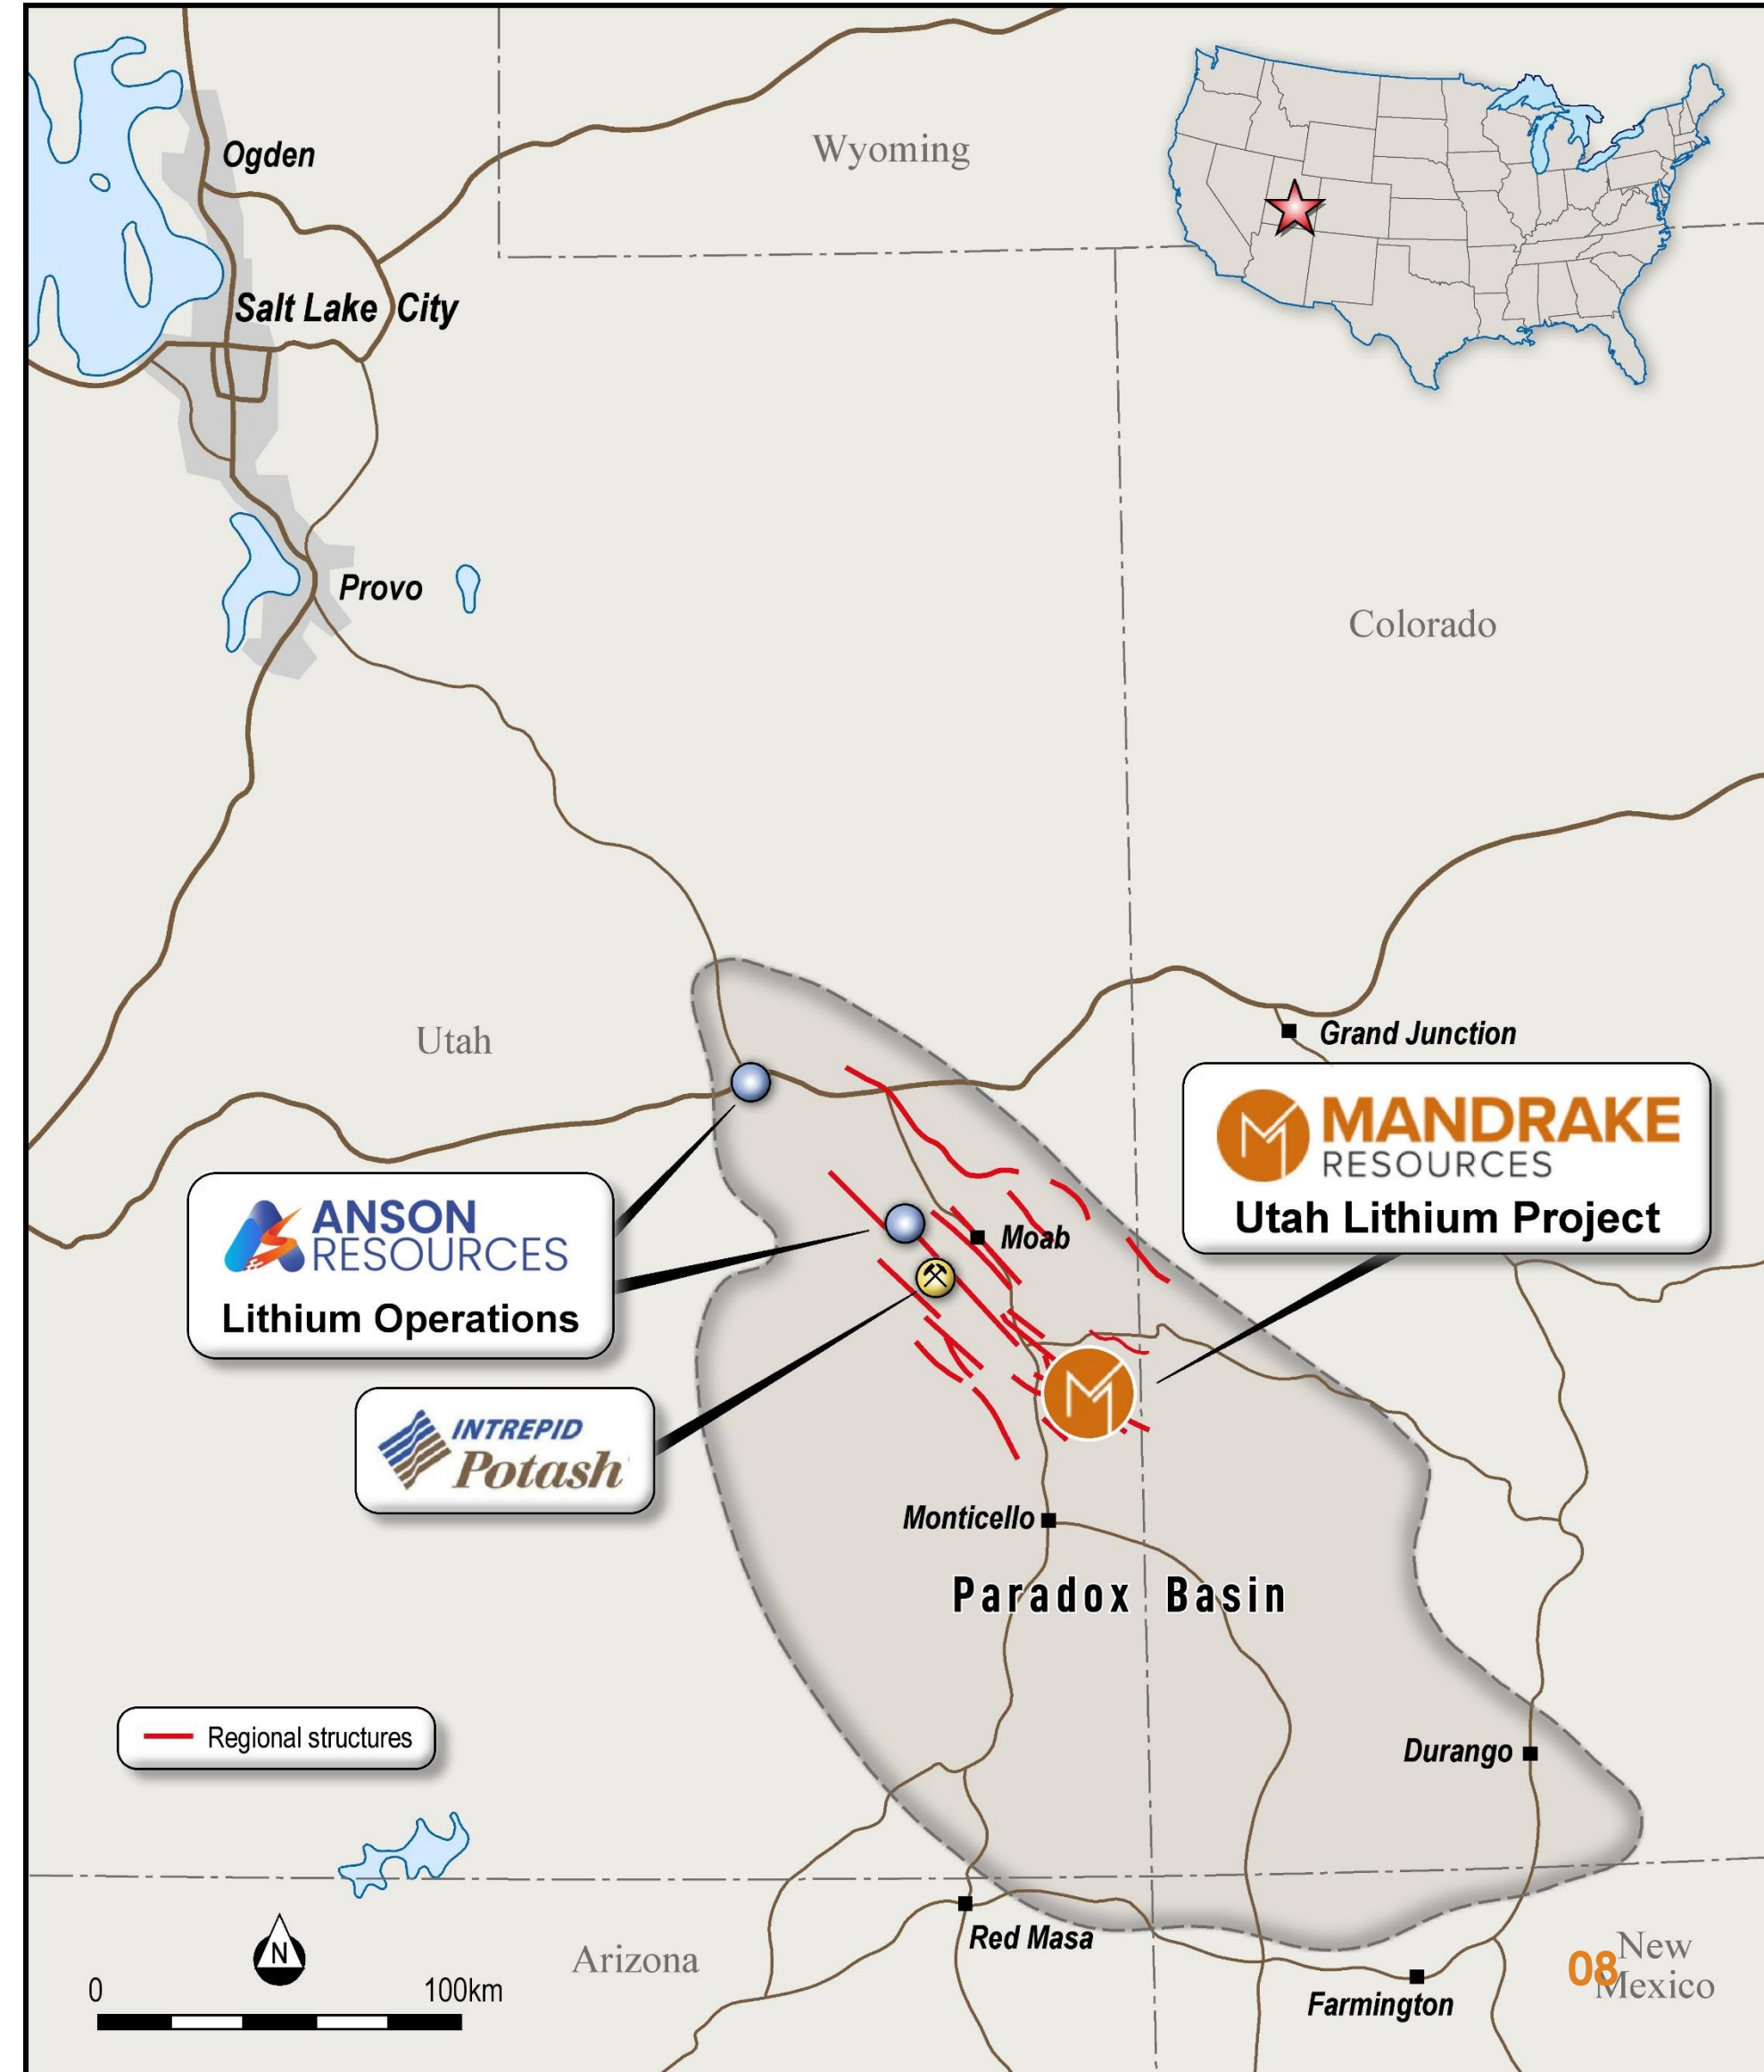 Wyoming
Ogden
Salt Lake City
Provo
Colorado
Utah
Grand Junction
MANDRAKE
RESOURCES
Utah Lithium Project
ANSON
RESOURCES
Lithium Operations
Moab
INTREPID
Potash
Monticello
Paradox Basin
Regional structures
Durango
Red Masa
Arizona
New
Mexico
08
Farmington
N
0 100km